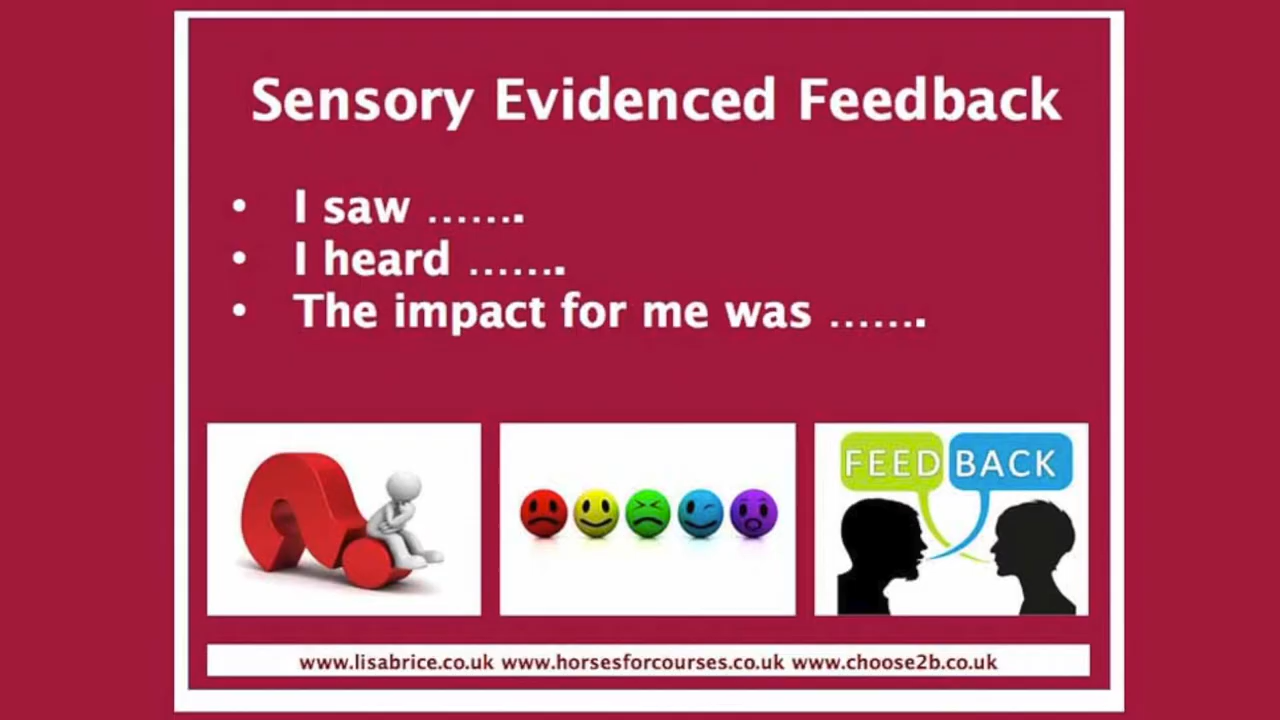 Sensory Evidenced Feedback
• I saw …….
• I heard …….
• The impact for me was …….
FEED BACK
www.lisabrice.co.uk www.horsesforcourses.co.uk www.choose2b.co.uk